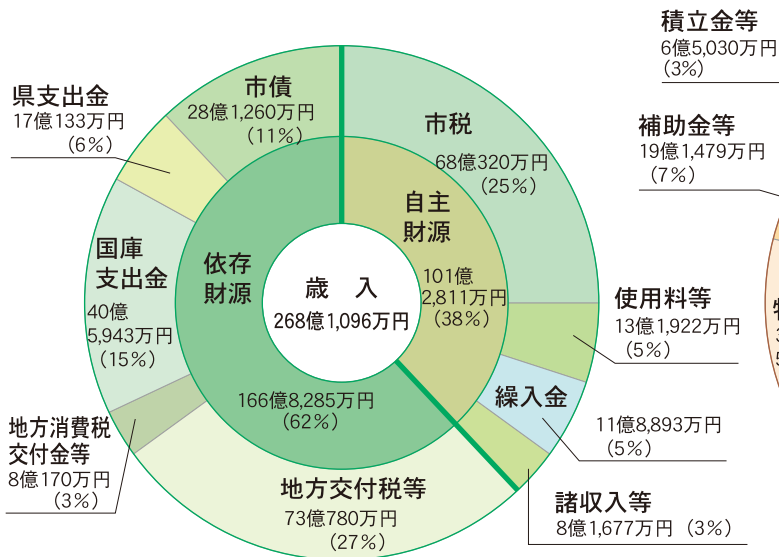 積立金等
6億5,030万円
(3%)
補助金等
19億1,479万円
(7%)
県支出金
17億133万円
(6%)
市債
28億1,260万円
(11%)
市税
68億320万円
(25%)
国庫
支出金
40億
5,943万円
(15%)
依存
財源
166億8,285万円
(62%)
歳 入
268億1,096万円
自主
財源
101億
2,811万円
(38%)
使用料等
13億1,922万円
(5%)
繰入金
11億8,893万円
(5%)
諸収入等
8億1,677万円 (3%)
地方交付税等
73億780万円
(27%)
地方消費税
交付金等
8億170万円
(3%)